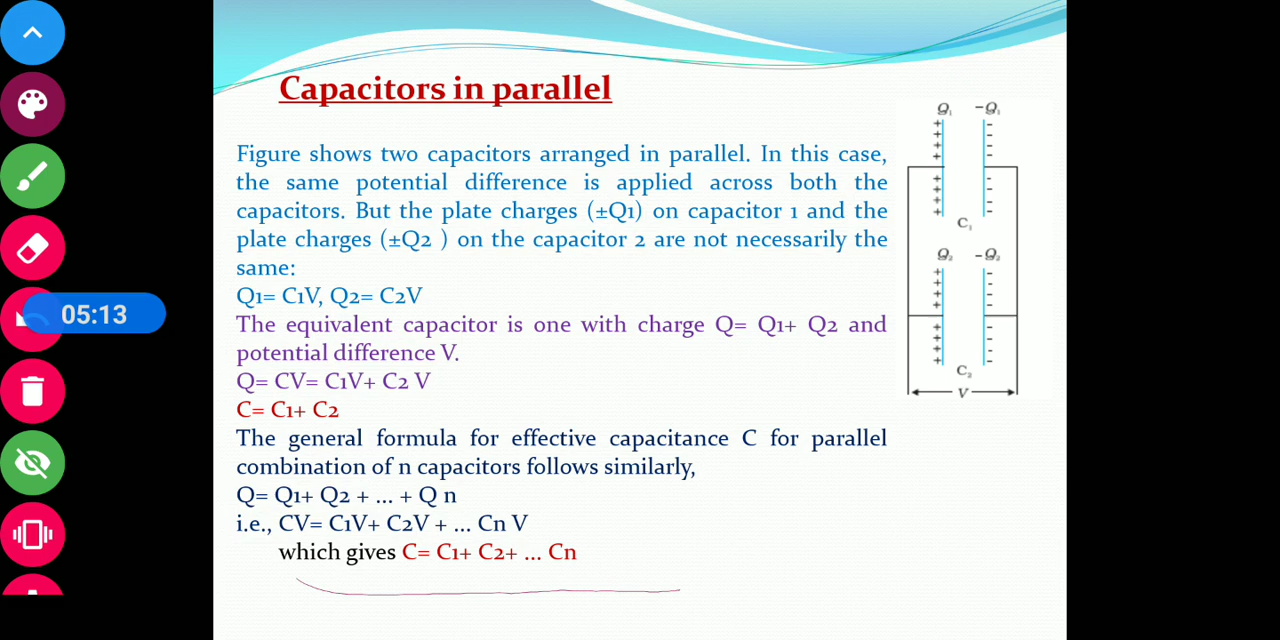 Capacitors in parallel
Figure shows two capacitors arranged in parallel. In this case,
the same potential difference is applied across both the
capacitors. But the plate charges (±Q1) on capacitor 1 and the
plate charges (±Q2 ) on the capacitor 2 are not necessarily the
same:
Q1= C1V, Q2= C2V
The equivalent capacitor is one with charge Q= Q1+ Q2 and
potential difference V.
Q= CV= C1V+ C2 V
C= C1+ C2
The general formula for effective capacitance C for parallel
combination of n capacitors follows similarly,
Q= Q1+ Q2 + ... + Q n
i.e., CV= C1V+ C2V + ... Cn V
which gives C= C1+ C2+ ... Cn
Q₁ −Q₁
C₁
Q₂ −Q₂
C₂
V
05:13